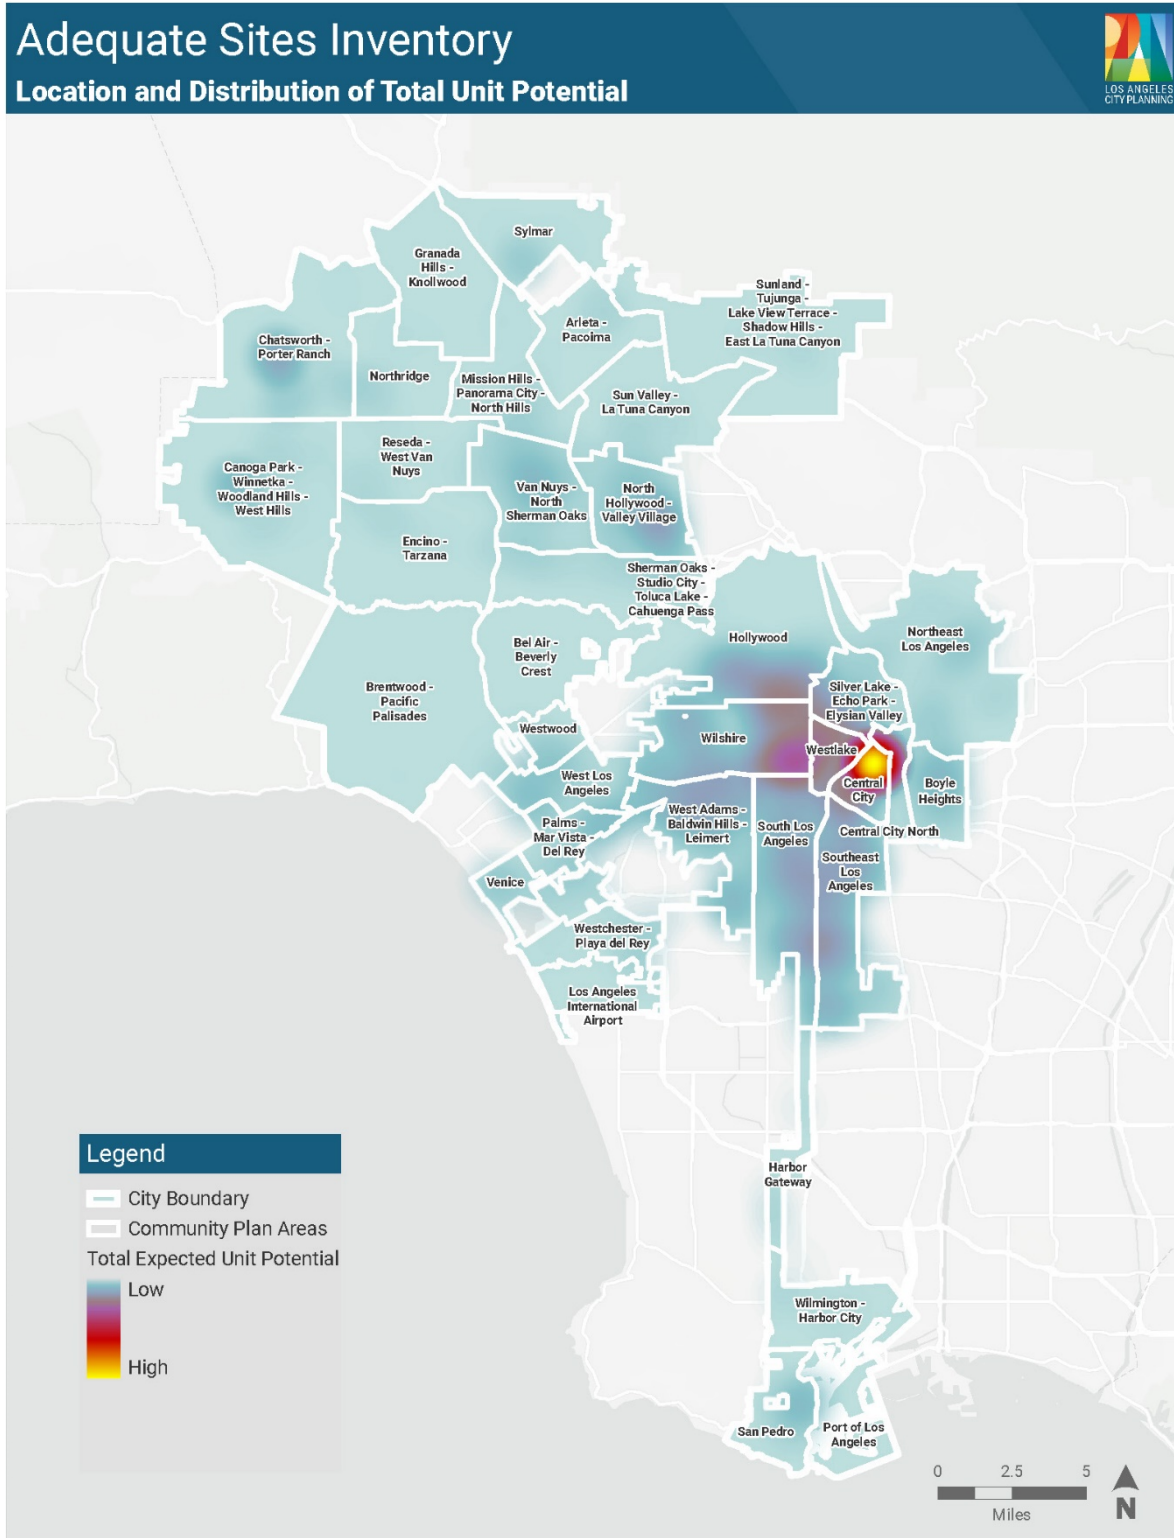 Adequate Sites Inventory
Location and Distribution of Total Unit Potential
LOS ANGELES
CITY PLANNING
Sylmar
Granada
Hills -
Knollwood
Sunland -
Tujunga -
Lake View Terrace -
Shadow Hills -
East La Tuna Canyon
Arleta -
Pacoima
Chatsworth -
Porter Ranch
Northridge
Mission Hills -
Panorama City -
North Hills
Sun Valley -
La Tuna Canyon
Reseda -
West Van
Nuys
Canoga Park -
Winnetka -
Woodland Hills -
West Hills
Van Nuys -
North
Sherman Oaks
North
Hollywood -
Valley Village
Encino -
Tarzana
Sherman Oaks -
Studio City -
Toluca Lake -
Cahuenga Pass
Hollywood
Northeast
Los Angeles
Bel Air -
Beverly
Crest
Brentwood -
Pacific
Palisades
Silver Lake -
Echo Park -
Elysian Valley
Westwood
Wilshire
Westlake
West Los
Angeles
Central
City
Boyle
Heights
West Adams -
Baldwin Hills -
Leimert
South Los
Angeles
Central City North
Palms -
Mar Vista -
Del Rey
Southeast
Los
Angeles
Venice
Westchester -
Playa del Rey
Los Angeles
International
Airport
Harbor
Gateway
Wilmington -
Harbor City
San Pedro
Port of Los
Angeles
Legend
City Boundary
Community Plan Areas
Total Expected Unit Potential
Low
High
0 2.5 5
Miles
N